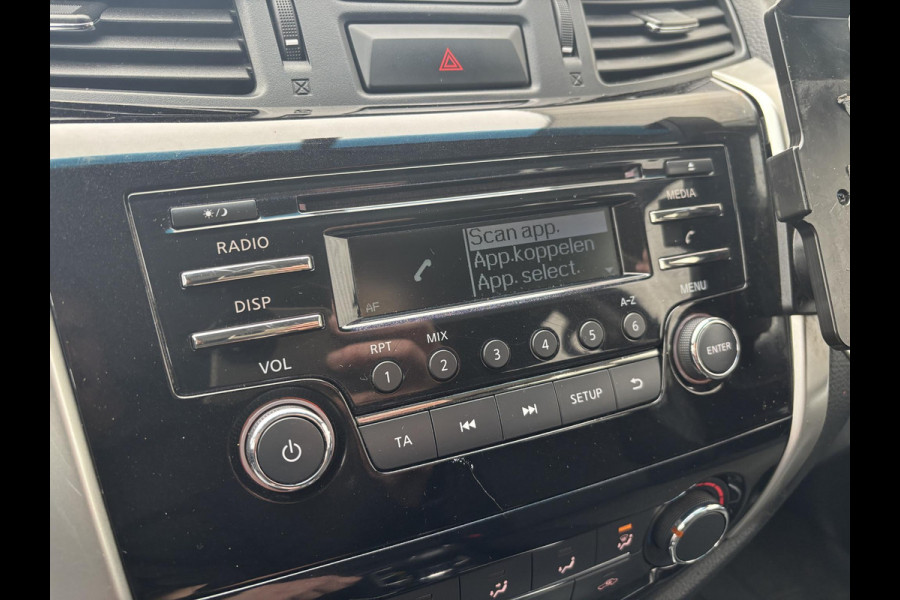 RADIO
DISP
VOL
MEDIA
MENU
ENTER
Scan app.
App.koppelen
App. select.
AF
RPT
MIX
A-Z
1
2
3
4
5
6
TA
SETUP